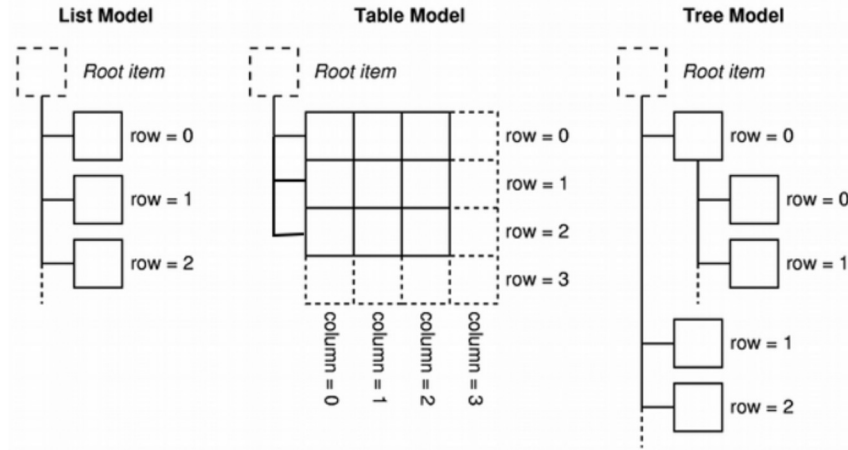 List Model
Root item
row = 0
row = 1
row = 2
Table Model
Root item
row = 0
row = 1
row = 2
row = 3
column = 0
column = 1
column = 2
column = 3
Tree Model
Root item
row = 0
row = 0
row = 1
row = 1
row = 2